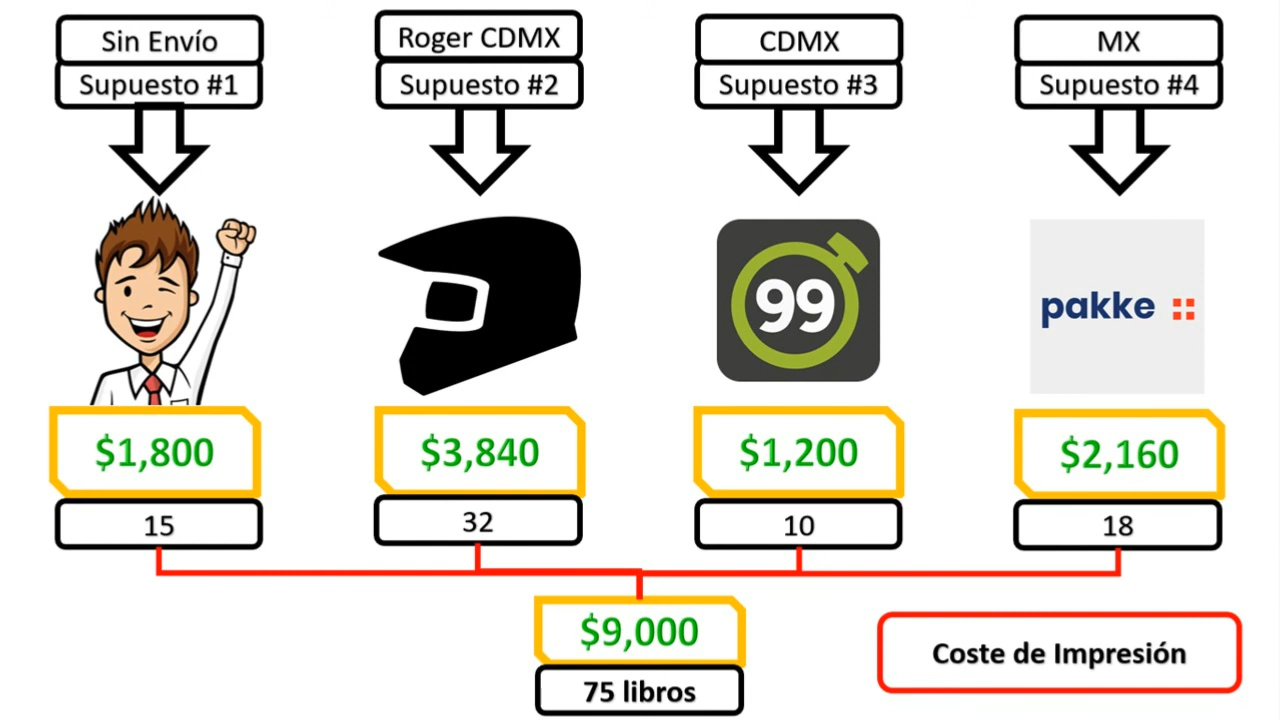 Sin Envío
Supuesto #1
Roger CDMX
Supuesto #2
CDMX
Supuesto #3
MX
Supuesto #4
99
pakke
$1,800
15
$3,840
32
$1,200
10
$2,160
18
$9,000
75 libros
Coste de Impresión